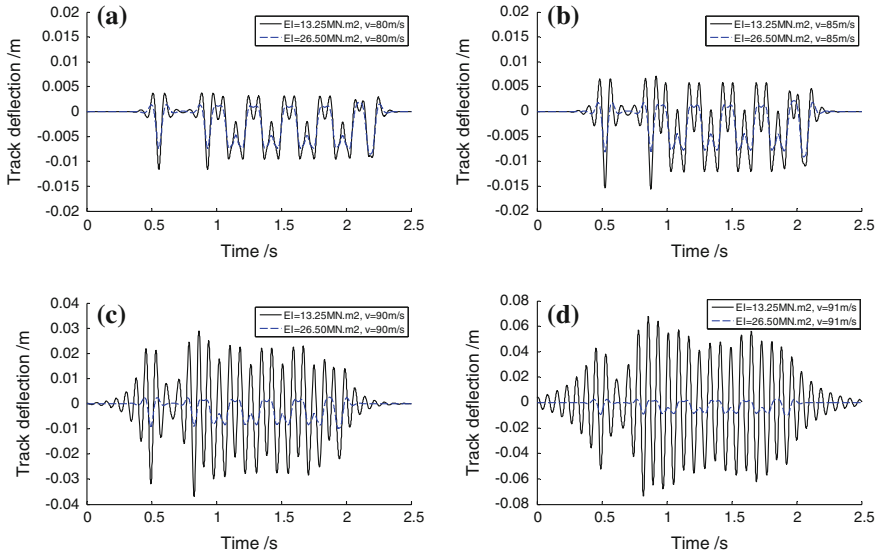 (a)
EI=13.25MN.m2, v=80m/s
EI=26.50MN.m2, v=80m/s
Track deflection /m
0.02
0.015
0.01
0.005
0
-0.005
-0.01
-0.015
-0.02
0 0.5 1 1.5 2 2.5
Time /s
(b)
EI=13.25MN.m2, v=85m/s
EI=26.50MN.m2, v=85m/s
Track deflection /m
0.02
0.015
0.01
0.005
0
-0.005
-0.01
-0.015
-0.02
0 0.5 1 1.5 2 2.5
Time /s
(c)
EI=13.25MN.m2, v=90m/s
EI=26.50MN.m2, v=90m/s
Track deflection /m
0.04
0.03
0.02
0.01
0
-0.01
-0.02
-0.03
-0.04
0 0.5 1 1.5 2 2.5
Time /s
(d)
EI=13.25MN.m2, v=91m/s
EI=26.50MN.m2, v=91m/s
Track deflection /m
0.08
0.06
0.04
0.02
0
-0.02
-0.04
-0.06
-0.08
0 0.5 1 1.5 2 2.5
Time /s